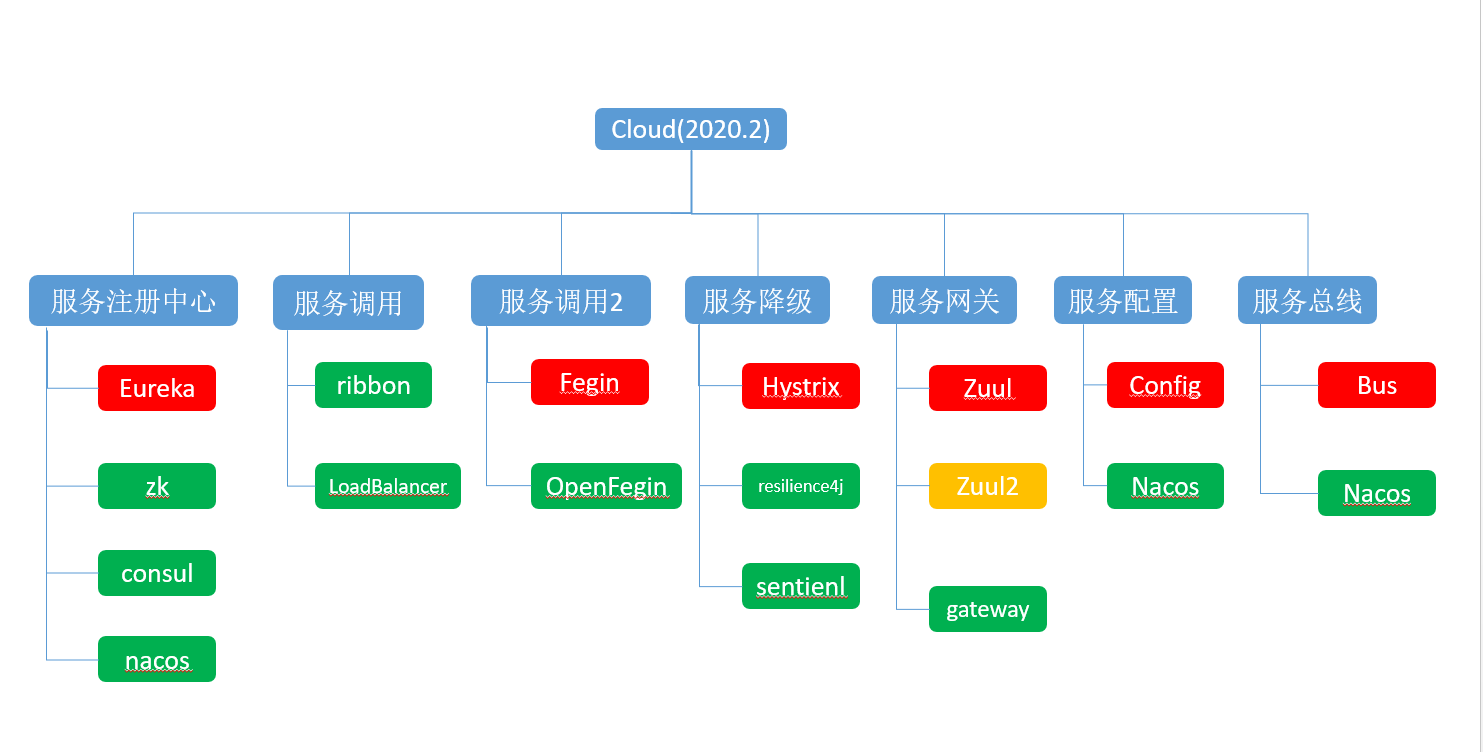 Cloud(2020.2)
服务注册中心
服务调用
服务调用2
服务降级
服务网关
服务配置
服务总线
Eureka
ribbon
Fegin
Hystrix
Zuul
Config
Bus
zk
LoadBalancer
OpenFegin
resilience4j
Zuul2
Nacos
Nacos
consul
sentienl
gateway
nacos